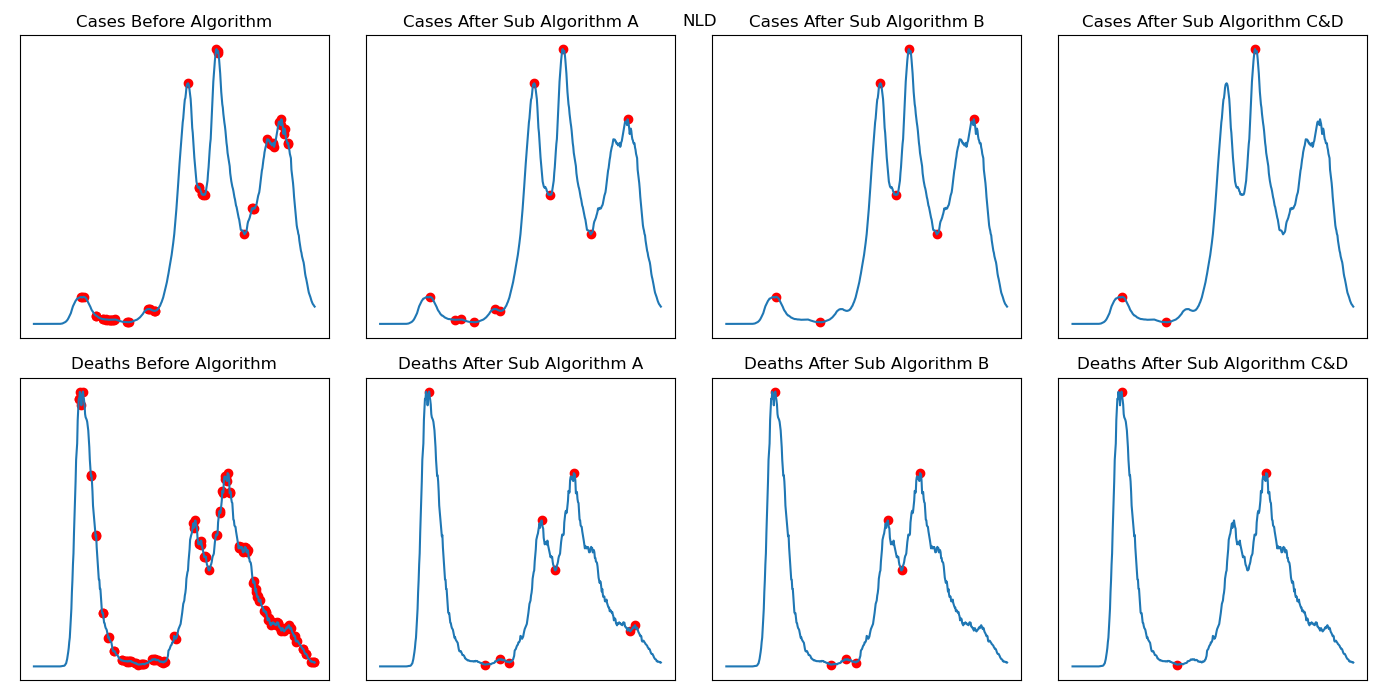 Cases Before Algorithm
Cases After Sub Algorithm A
NLD
Cases After Sub Algorithm B
Cases After Sub Algorithm C&D
Deaths Before Algorithm
Deaths After Sub Algorithm A
Deaths After Sub Algorithm B
Deaths After Sub Algorithm C&D